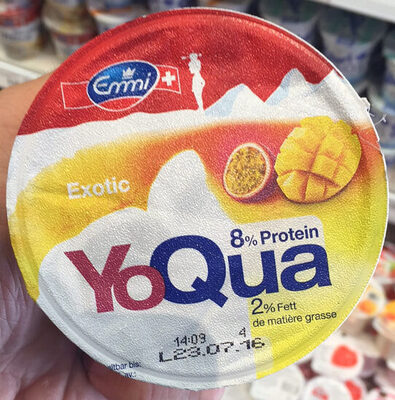 Emmi
Exotic
8% Protein
YoQua
2% Fett
de matière grasse
14:09 4
L23.07.16